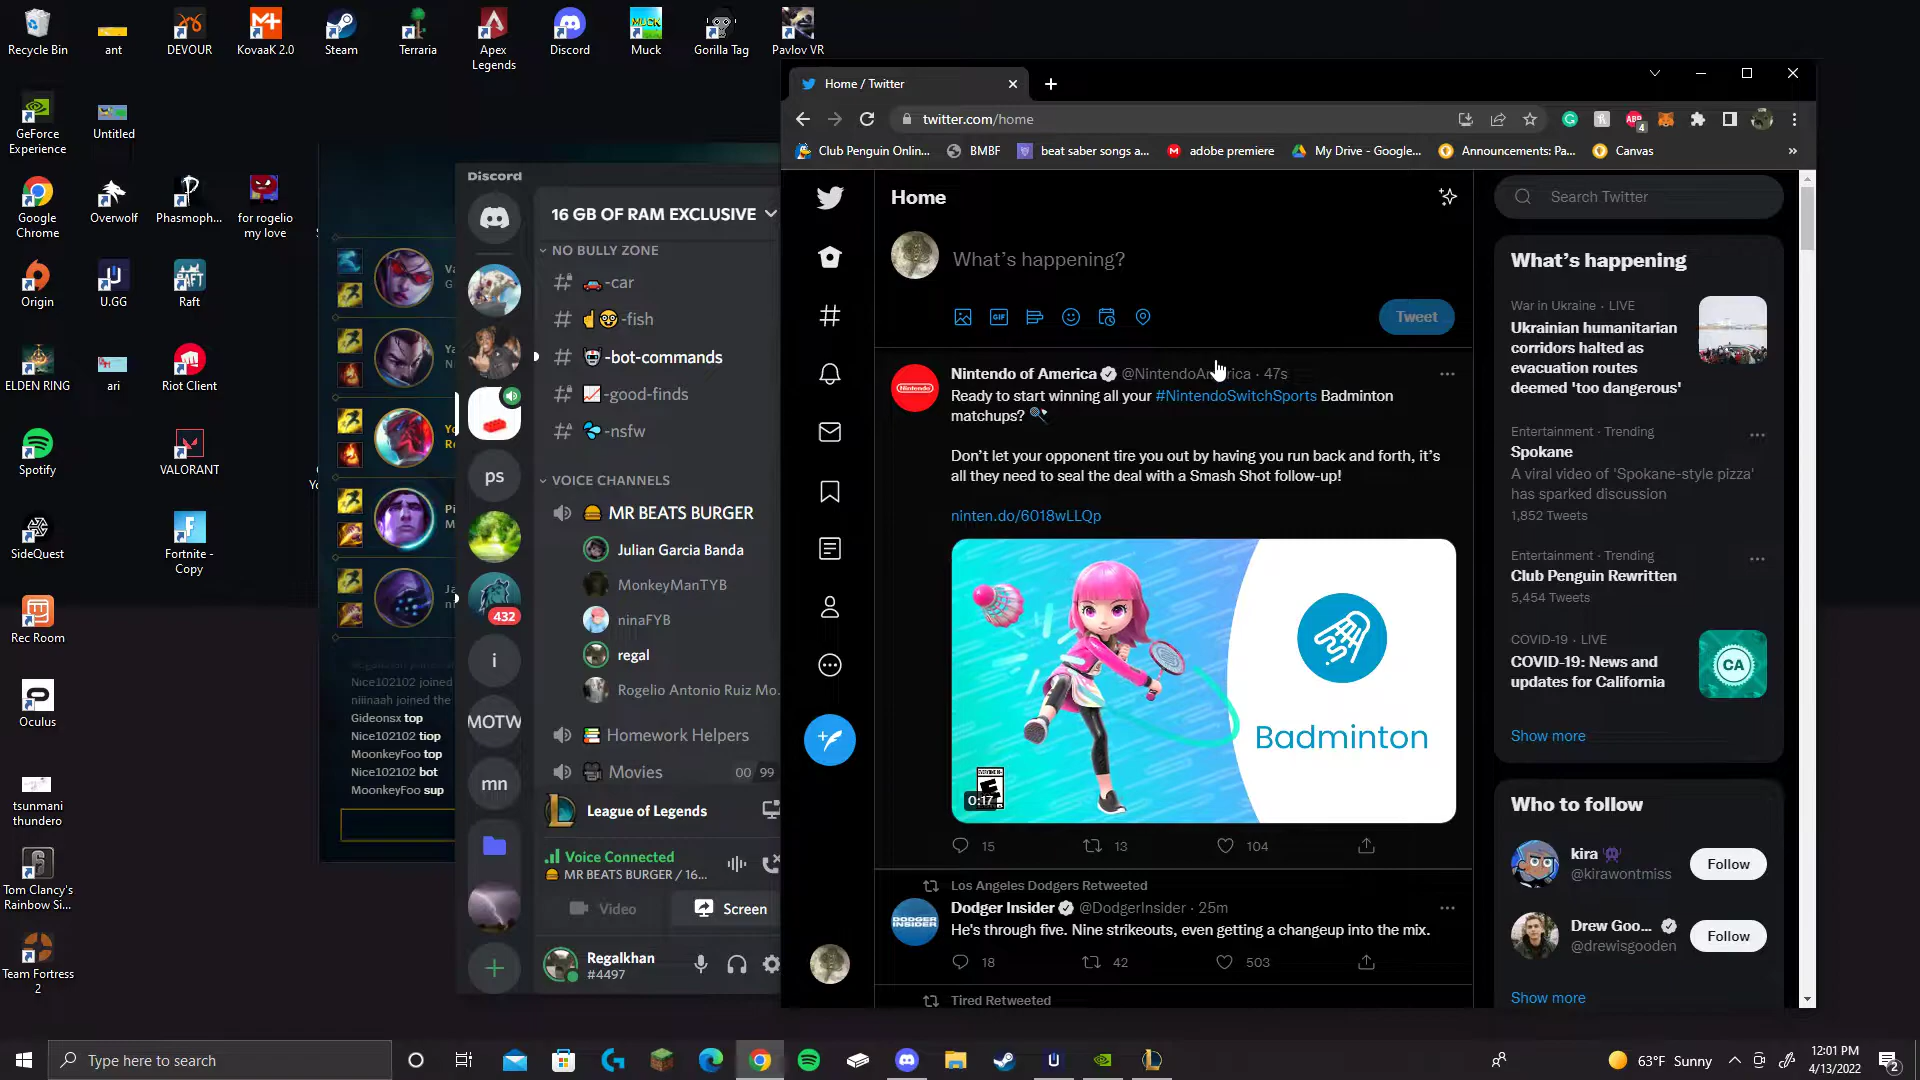 Recycle Bin
ant
DEVOUR
KovaaK 2.0
Steam
Terraria
Apex
Legends
Discord
Muck
Gorilla Tag
Pavlov VR
GeForce
Experience
Untitled
Google
Chrome
Overwolf
Phasmoph...
for rogelio
my love
Origin
U.GG
Raft
ELDEN RING
ari
Riot Client
Spotify
VALORANT
SideQuest
Fortnite -
Copy
Rec Room
Oculus
tsunmani
thundero
Tom Clancy's
Rainbow Si...
Team Fortress
2
Nice102102 joined
niiinaah joined the
Gideonsx top
Nice102102 tiop
MoonkeyFoo top
Nice102102 bot
MoonkeyFoo sup
Discord
ps
432
i
MOTW
mn
16 GB OF RAM EXCLUSIVE
NO BULLY ZONE
🚗-car
☝🤓-fish
-bot-commands
📈-good-finds
💦-nsfw
VOICE CHANNELS
🍔 MR BEATS BURGER
Julian Garcia Banda
MonkeyManTYB
ninaFYB
regal
Rogelio Antonio Ruiz Mo...
📚 Homework Helpers
🎥 Movies 00 99
League of Legends
Voice Connected
🍔 MR BEATS BURGER / 16...
Video Screen
Regalkhan
#4497
Home / Twitter
twitter.com/home
ABP
4
Club Penguin Onlin...
BMBF
beat saber songs a...
adobe premiere
My Drive - Google...
Announcements: Pa...
Canvas
Home
What's happening?
GIF
Tweet
Nintendo
Nintendo of America @NintendoAmerica · 47s
Ready to start winning all your #NintendoSwitchSports Badminton
matchups? 🏸
Don't let your opponent tire you out by having you run back and forth, it's
all they need to seal the deal with a Smash Shot follow-up!
ninten.do/6018wLLQp
Badminton
EVERYONE 10+
E
0:17
15 13 104
Los Angeles Dodgers Retweeted
DODGER
INSIDER
Dodger Insider @DodgerInsider · 25m
He's through five. Nine strikeouts, even getting a changeup into the mix.
18 42 503
Tired Retweeted
Search Twitter
What's happening
War in Ukraine · LIVE
Ukrainian humanitarian
corridors halted as
evacuation routes
deemed 'too dangerous'
Entertainment · Trending
Spokane
A viral video of 'Spokane-style pizza'
has sparked discussion
1,852 Tweets
Entertainment · Trending
Club Penguin Rewritten
5,454 Tweets
COVID-19 · LIVE
COVID-19: News and
updates for California
CA
Show more
Who to follow
kira 👾
@kirawontmiss
Follow
Drew Goo...
@drewisgooden
Follow
Show more
Type here to search
63°F Sunny
12:01 PM
4/13/2022
2